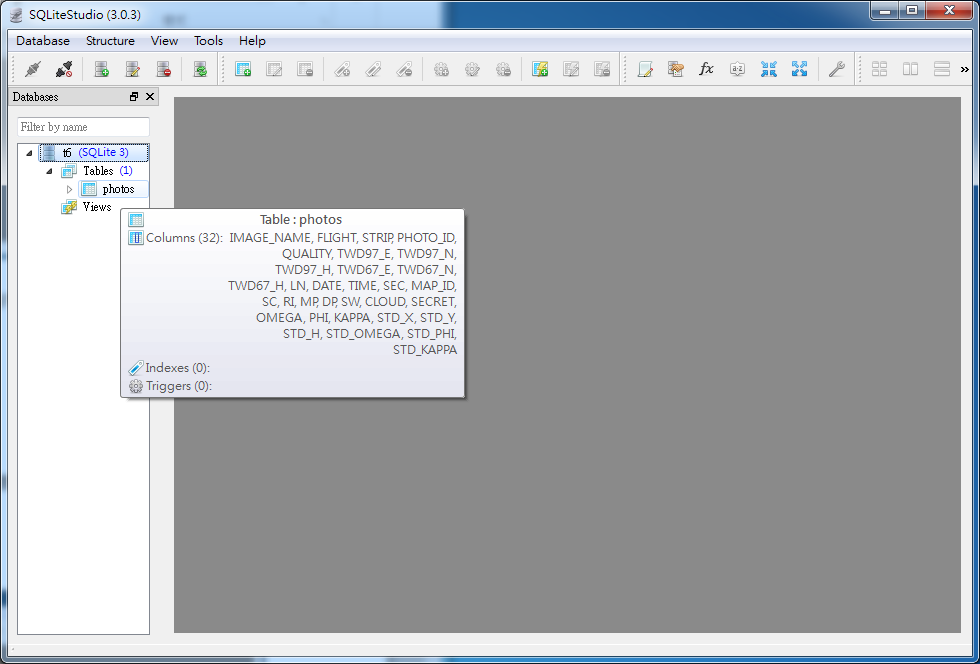 SQLiteStudio (3.0.3)
Database Structure View Tools Help
fx
a·z
»
Databases
Filter by name
t6 (SQLite 3)
Tables (1)
photos
Views
Table : photos
Columns (32): IMAGE_NAME, FLIGHT, STRIP, PHOTO_ID,
QUALITY, TWD97_E, TWD97_N,
TWD97_H, TWD67_E, TWD67_N,
TWD67_H, LN, DATE, TIME, SEC, MAP_ID,
SC, RI, MP, DP, SW, CLOUD, SECRET,
OMEGA, PHI, KAPPA, STD_X, STD_Y,
STD_H, STD_OMEGA, STD_PHI,
STD_KAPPA
Indexes (0):
Triggers (0):